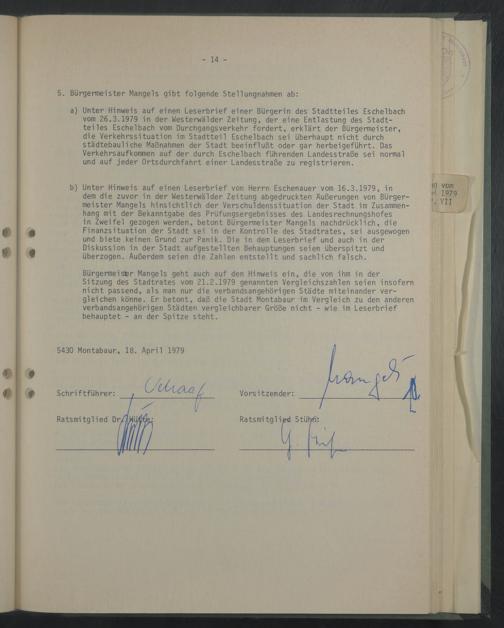 - 14 -
5. Bürgermeister Mangels gibt folgende Stellungnahmen ab:
a) Unter Hinweis auf einen Leserbrief einer Bürgerin des Stadtteiles Eschelbach
vom 26.3.1979 in der Westerwälder Zeitung, der eine Entlastung des Stadt-
teiles Eschelbach vom Durchgangsverkehr fordert, erklärt der Bürgermeister,
die Verkehrssituation im Stadtteil Eschelbach sei überhaupt nicht durch
städtebauliche Maßnahmen der Stadt beeinflußt oder gar herbeigeführt. Das
Verkehrsaufkommen auf der durch Eschelbach führenden Landesstraße sei normal
und auf jeder Ortsdurchfahrt einer Landesstraße zu registrieren.
b) Unter Hinweis auf einen Leserbrief von Herrn Eschenauer vom 16.3.1979, in
dem die zuvor in der Westerwälder Zeitung abgedruckten Äußerungen von Bürger-
meister Mangels hinsichtlich der Verschuldenssituation der Stadt im Zusammen-
hang mit der Bekanntgabe des Prüfungsergebnisses des Landesrechnungshofes
in Zweifel gezogen werden, betont Bürgermeister Mangels nachdrücklich, die
Finanzsituation der Stadt sei in der Kontrolle des Stadtrates, sei ausgewogen
und biete keinen Grund zur Panik. Die in dem Leserbrief und auch in der
Diskussion in der Stadt aufgestellten Behauptungen seien überspitzt und
überzogen. Außerdem seien die Zahlen entstellt und sachlich falsch.
Bürgermeister Mangels geht auch auf den Hinweis ein, die von ihm in der
Sitzung des Stadtrates vom 21.2.1979 genannten Vergleichszahlen seien insofern
nicht passend, als man nur die verbandsangehörigen Städte miteinander ver-
gleichen könne. Er betont, daß die Stadt Montabaur im Vergleich zu den anderen
verbandsangehörigen Städten vergleichbarer Größe nicht - wie im Leserbrief
behauptet - an der Spitze steht.
5430 Montabaur, 18. April 1979
Schriftführer: Vorsitzender: Mangels
Ratsmitglied Dr. Ratsmitglied Stühn:
vom
1979
VII